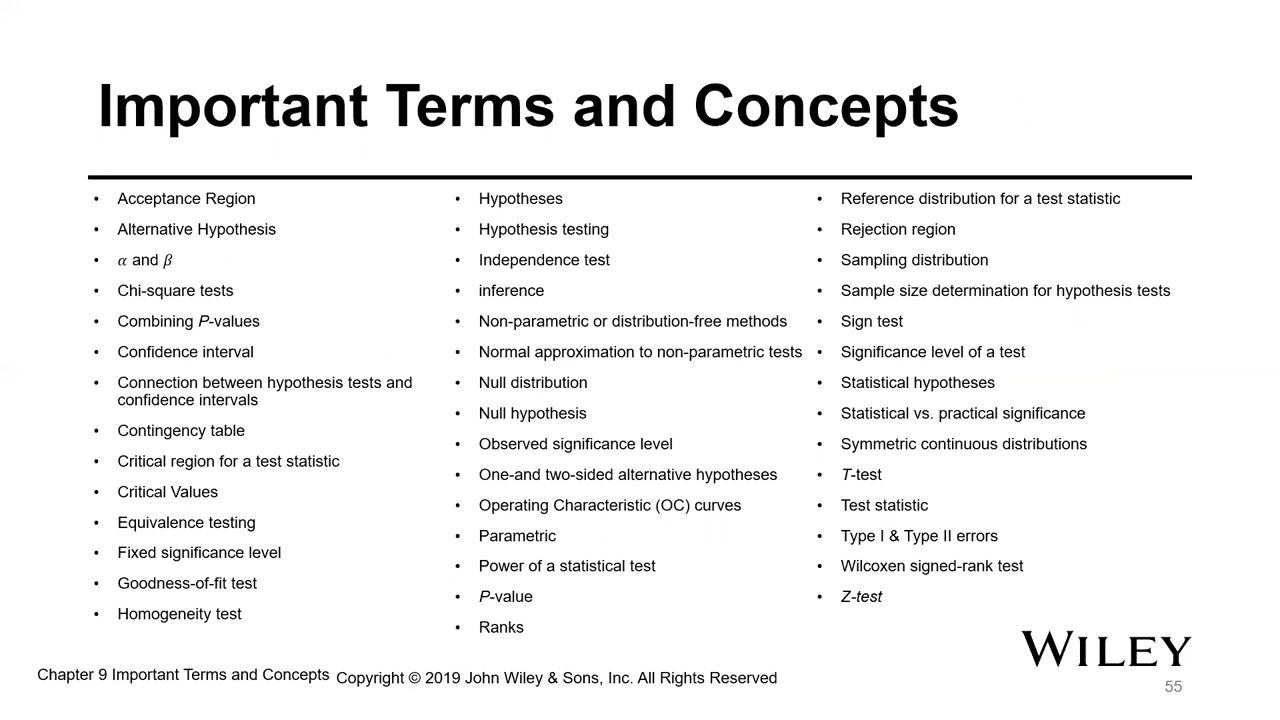 Important Terms and Concepts
• Acceptance Region
• Alternative Hypothesis
• α and β
• Chi-square tests
• Combining P-values
• Confidence interval
• Connection between hypothesis tests and
confidence intervals
• Contingency table
• Critical region for a test statistic
• Critical Values
• Equivalence testing
• Fixed significance level
• Goodness-of-fit test
• Homogeneity test
• Hypotheses
• Hypothesis testing
• Independence test
• inference
• Non-parametric or distribution-free methods
• Normal approximation to non-parametric tests
• Null distribution
• Null hypothesis
• Observed significance level
• One-and two-sided alternative hypotheses
• Operating Characteristic (OC) curves
• Parametric
• Power of a statistical test
• P-value
• Ranks
• Reference distribution for a test statistic
• Rejection region
• Sampling distribution
• Sample size determination for hypothesis tests
• Sign test
• Significance level of a test
• Statistical hypotheses
• Statistical vs. practical significance
• Symmetric continuous distributions
• T-test
• Test statistic
• Type I & Type II errors
• Wilcoxen signed-rank test
• Z-test
WILEY
Chapter 9 Important Terms and Concepts Copyright © 2019 John Wiley & Sons, Inc. All Rights Reserved
55